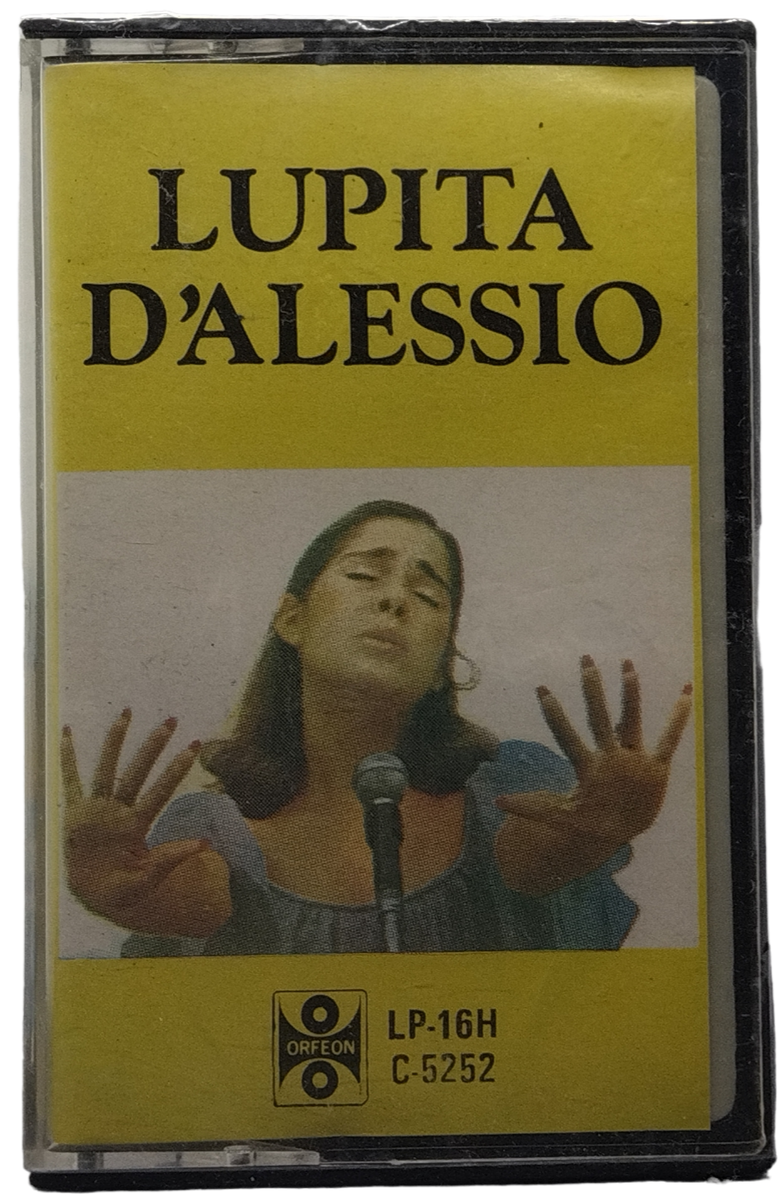 LUPITA
D'ALESSIO
ORFEON
LP-16H
C-5252